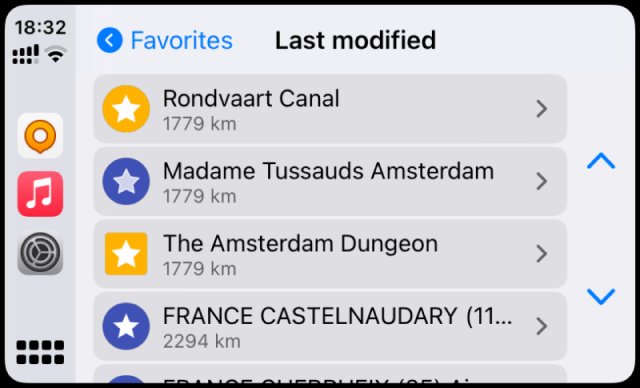 18:32
Favorites
Last modified
Rondvaart Canal
1779 km
Madame Tussauds Amsterdam
1779 km
The Amsterdam Dungeon
1779 km
FRANCE CASTELNAUDARY (11...
2294 km